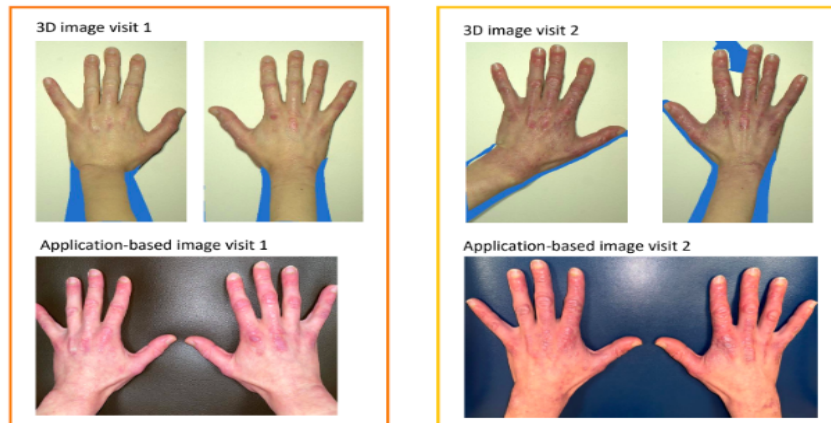 3D image visit 1
3D image visit 2
Application-based image visit 1
Application-based image visit 2